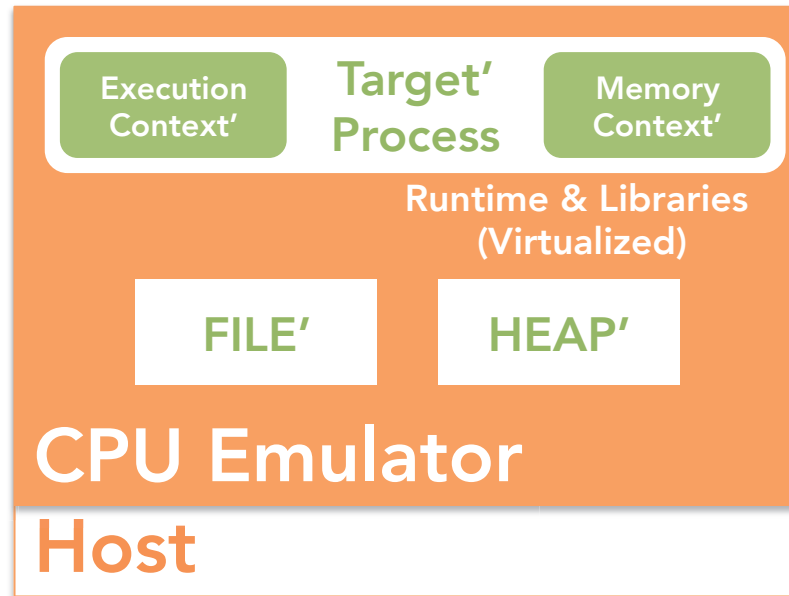 Execution
Context’
Target’
Process
Memory
Context’
Runtime & Libraries
(Virtualized)
FILE’
HEAP’
CPU Emulator
Host